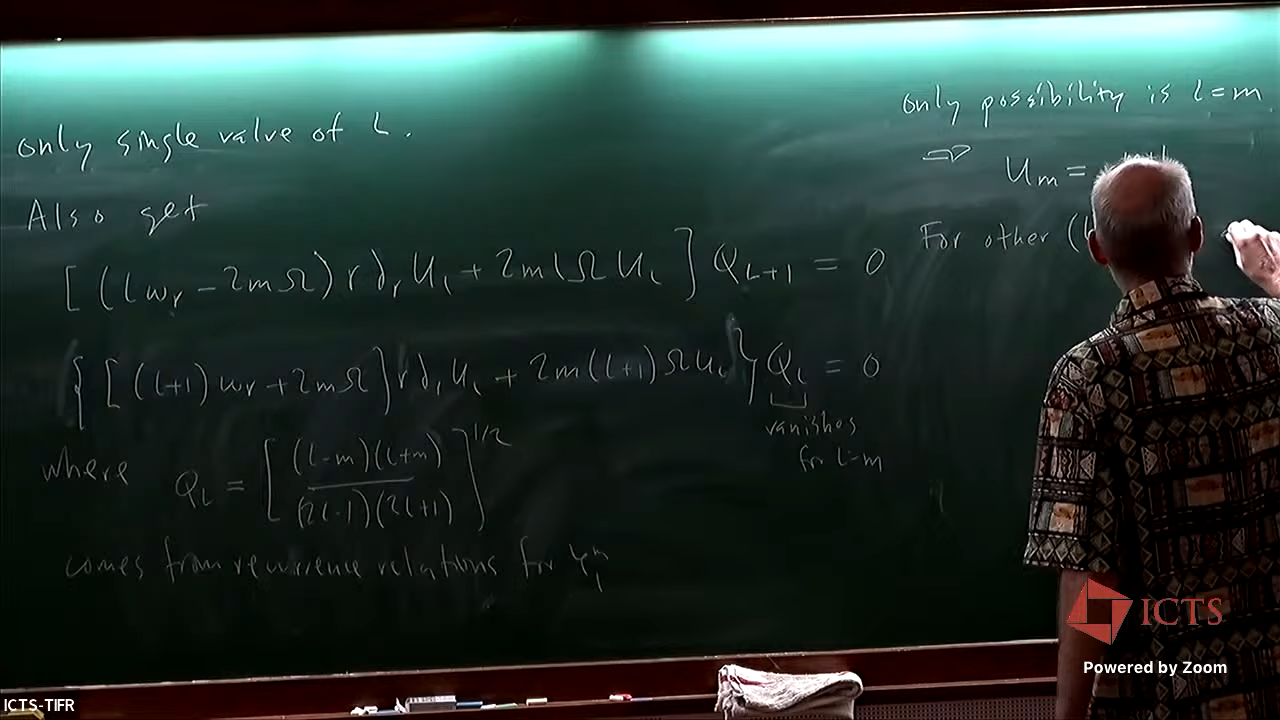 only single value of l.
Also get
[(lω_r - 2mΩ) r∂_r U_l + 2mlΩ U_l] Q_{l+1} = 0
{[(l+1)ω_r + 2mΩ] r∂_r U_l + 2m(l+1)Ω U_l} Q_l = 0
vanishes
for l=m
where Q_l = [(l-m)(l+m) / (2l-1)(2l+1)]^{1/2}
comes from recurrence relations for Y_l^m
only possibility is l=m
⇒ U_m =
For other (l
ICTS
Powered by Zoom
ICTS-TIFR